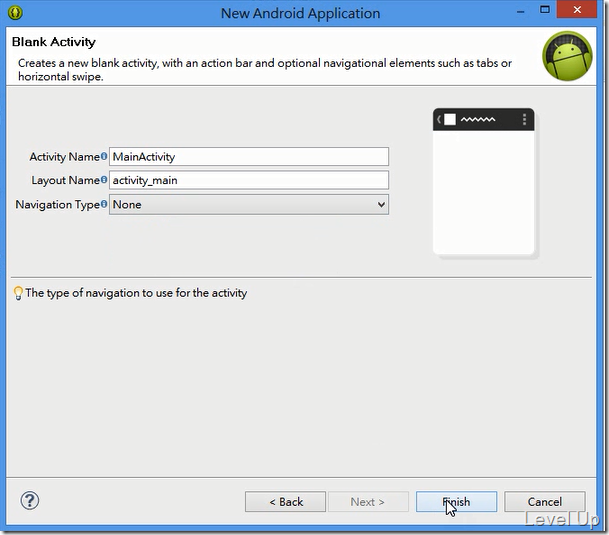 New Android Application
Blank Activity
Creates a new blank activity, with an action bar and optional navigational elements such as tabs or
horizontal swipe.
Activity Name MainActivity
Layout Name activity_main
Navigation Type None
The type of navigation to use for the activity
?
< Back Next > Finish Cancel
Level Up